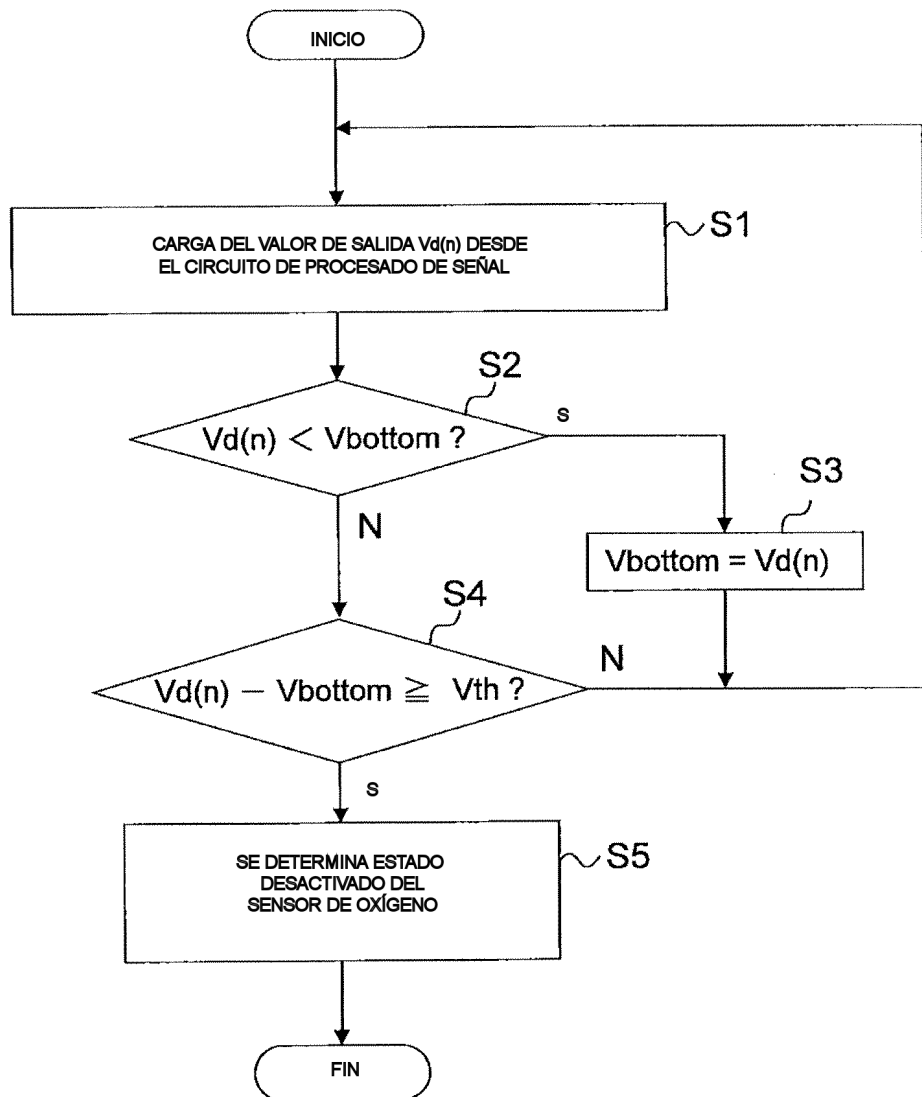 INICIO
CARGA DEL VALOR DE SALIDA Vd(n) DESDE
EL CIRCUITO DE PROCESADO DE SEÑAL
S1
S2
Vd(n) < Vbottom ?
s
N
S3
Vbottom = Vd(n)
S4
Vd(n) − Vbottom ≧ Vth ?
N
s
SE DETERMINA ESTADO
DESACTIVADO DEL
SENSOR DE OXÍGENO
S5
FIN